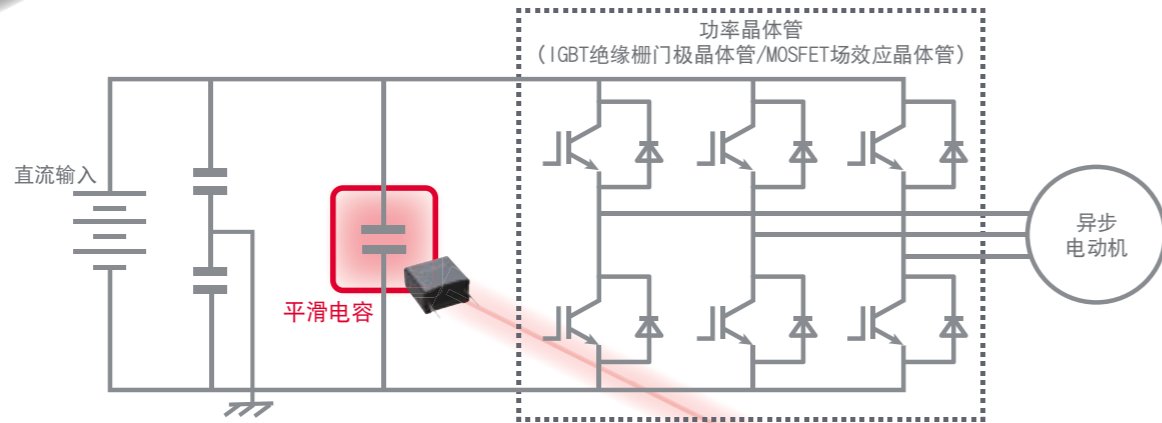 功率晶体管
（IGBT绝缘栅门极晶体管/MOSFET场效应晶体管）
直流输入
平滑电容
异步
电动机